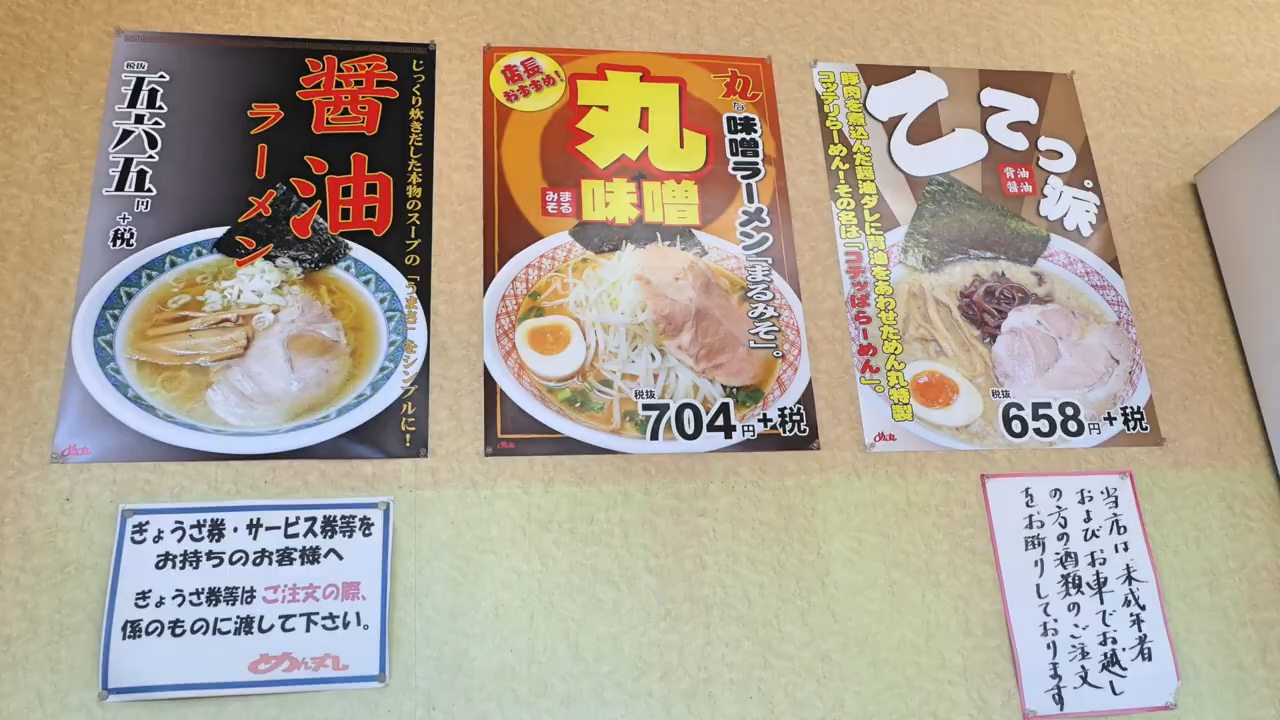 じっくり炊きだした本物のスープの「うまさ」をシンプルに！
醤油
ラーメン
税抜
五六五円
+税
めん丸
店長
おすすめ！
丸な味噌ラーメン「まるみそ」。
丸
味噌
まる
みそ
税抜
704円+税
めん丸
こてっ派。
背油
醤油
豚肉を煮込んだ醤油ダレに背油をあわせためん丸特製
コッテリらーめん！その名は「コテッぱらーめん」。
税抜
658円+税
めん丸
ぎょうざ券・サービス券等を
お持ちのお客様へ
ぎょうざ券等はご注文の際、
係のものに渡して下さい。
めん丸
当店は、未成年者
およびお車でお越し
の方の酒類のご注文
をお断りしております